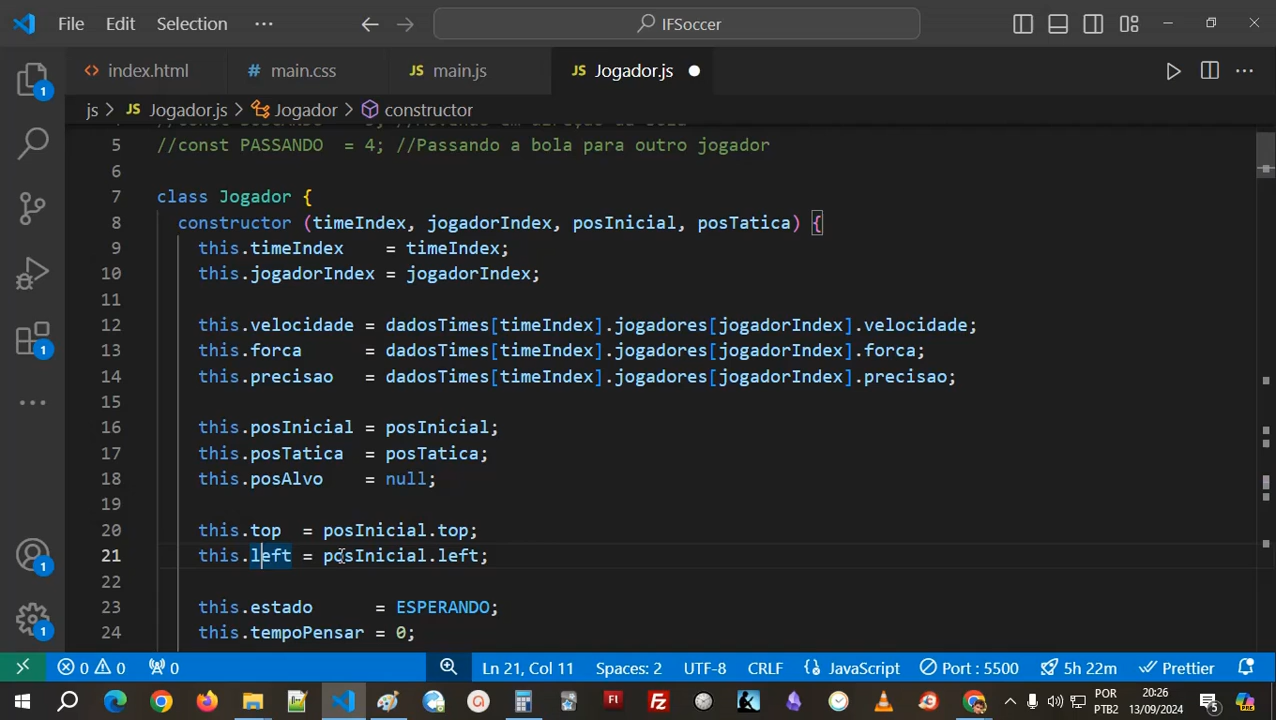 File Edit Selection ··· IFSoccer
index.html main.css JS main.js JS Jogador.js
js > JS Jogador.js > Jogador > constructor
5 //const PASSANDO = 4; //Passando a bola para outro jogador
6
7 class Jogador {
8 constructor (timeIndex, jogadorIndex, posInicial, posTatica) {
9 this.timeIndex = timeIndex;
10 this.jogadorIndex = jogadorIndex;
11
12 this.velocidade = dadosTimes[timeIndex].jogadores[jogadorIndex].velocidade;
13 this.forca = dadosTimes[timeIndex].jogadores[jogadorIndex].forca;
14 this.precisao = dadosTimes[timeIndex].jogadores[jogadorIndex].precisao;
15
16 this.posInicial = posInicial;
17 this.posTatica = posTatica;
18 this.posAlvo = null;
19
20 this.top = posInicial.top;
21 this.left = posInicial.left;
22
23 this.estado = ESPERANDO;
24 this.tempoPensar = 0;
0 0 0 Ln 21, Col 11 Spaces: 2 UTF-8 CRLF JavaScript Port : 5500 5h 22m Prettier
POR 20:26
PTB2 13/09/2024 5